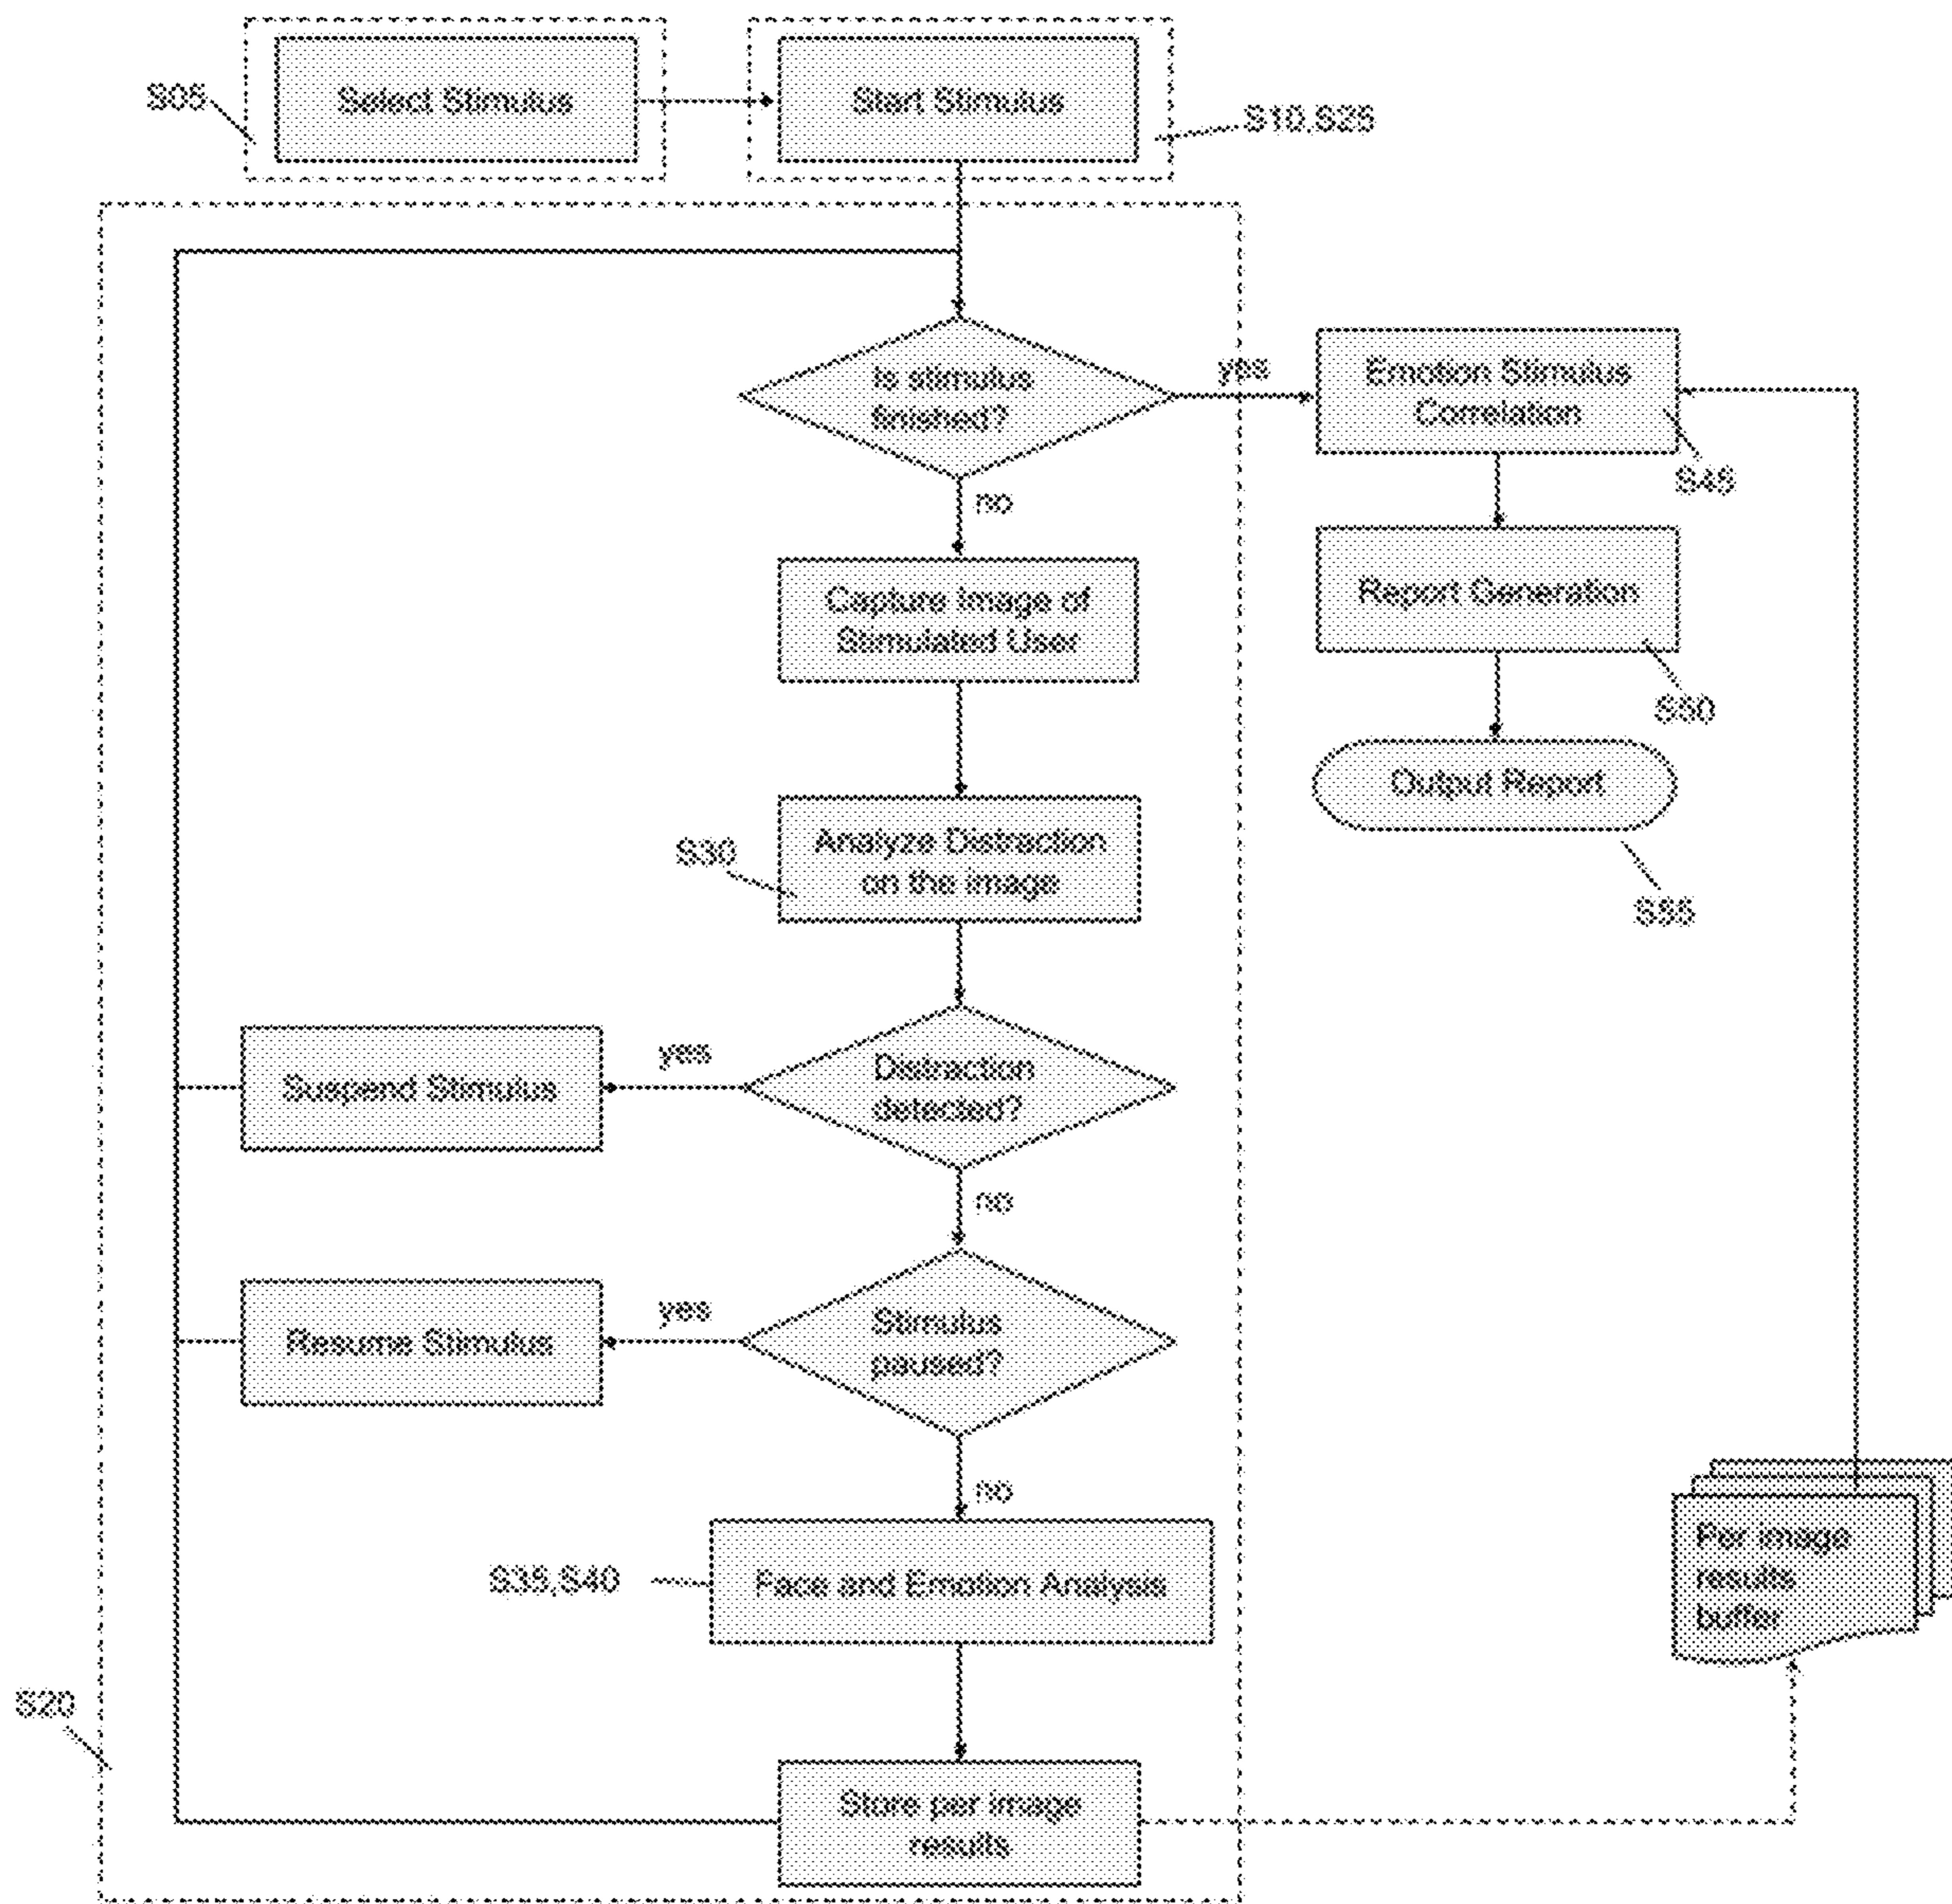 Select Stimulus
Start Stimulus
S05
S10,S25
Is stimulus
finished?
yes
Emotion Stimulus
Correlation
S45
no
Capture Image of
Stimulated User
Report Generation
S50
Output Report
S55
S30
Analyze Distraction
on the image
Distraction
detected?
yes
Suspend Stimulus
no
Stimulus
paused?
yes
Resume Stimulus
no
S35,S40
Face and Emotion Analysis
Per image
results
buffer
S20
Store per image
results